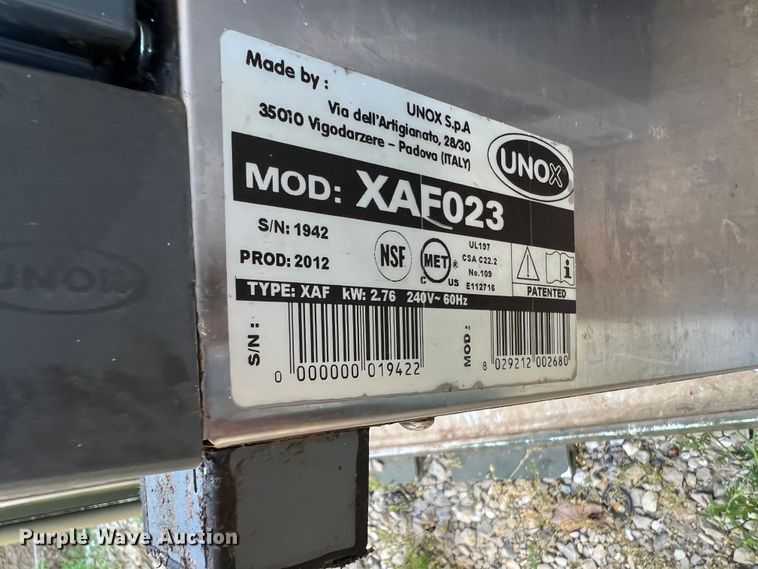 Made by :
UNOX S.p.A
Via dell'Artigianato, 28/30
35010 Vigodarzere – Padova (ITALY)
UNOX
MOD: XAF023
S/N: 1942
PROD: 2012
NSF
MET
®
C US
UL197
CSA C22.2
No.109
E112716
i
PATENTED
TYPE: XAF kW: 2.76 240V~ 60Hz
S/N :
0 000000 019422
MOD :
8 029212 002680
UNOX
Purple Wave Auction